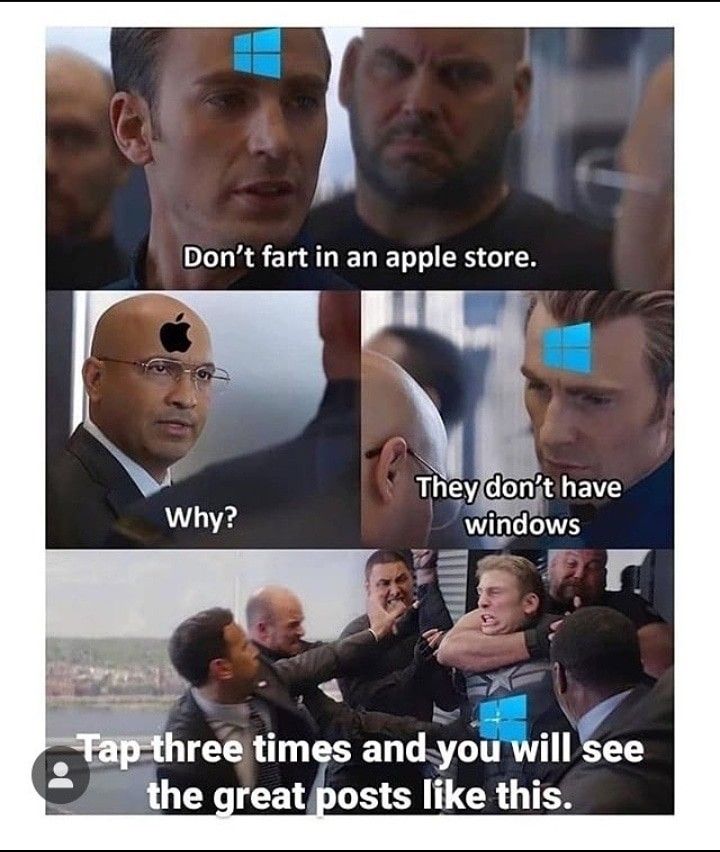 Don't fart in an apple store.
Why?
They don't have
windows
Tap three times and you will see
the great posts like this.